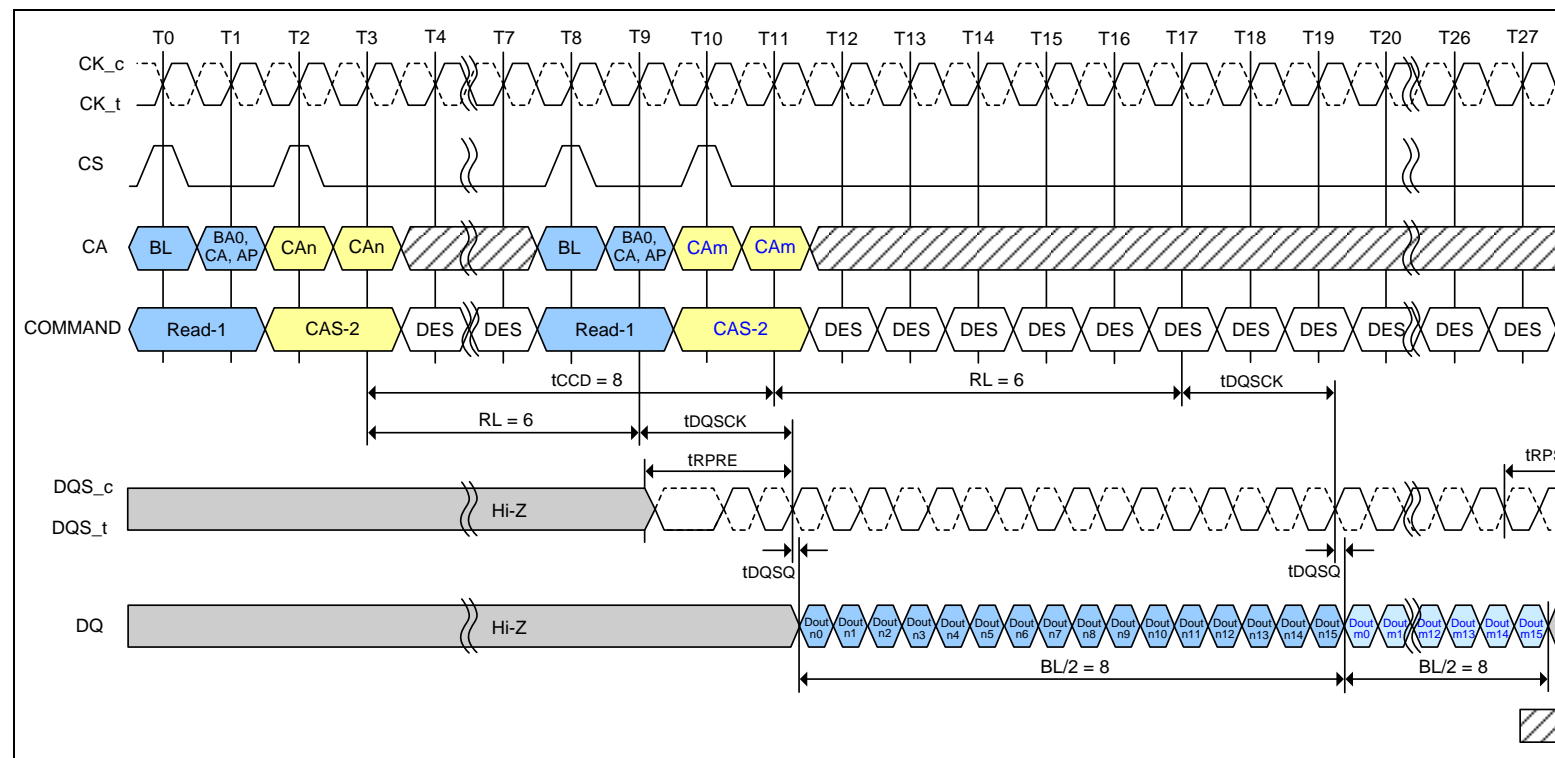 T0 T1 T2 T3 T4 T7 T8 T9 T10 T11 T12 T13 T14 T15 T16 T17 T18 T19 T20 T26 T27
CK_c
CK_t
CS
CA BL BA0, CA, AP CAn CAn BL BA0, CA, AP CAm CAm
COMMAND Read-1 CAS-2 DES DES Read-1 CAS-2 DES DES DES DES DES DES DES DES DES DES DES
tCCD = 8 RL = 6 tDQSCK
RL = 6 tDQSCK
tRPRE tRPS
DQS_c
Hi-Z
DQS_t
tDQSQ tDQSQ
DQ Hi-Z Dout n0 Dout n1 Dout n2 Dout n3 Dout n4 Dout n5 Dout n6 Dout n7 Dout n8 Dout n9 Dout n10 Dout n11 Dout n12 Dout n13 Dout n14 Dout n15 Dout m0 Dout m1 Dout m12 Dout m13 Dout m14 Dout m15
BL/2 = 8 BL/2 = 8